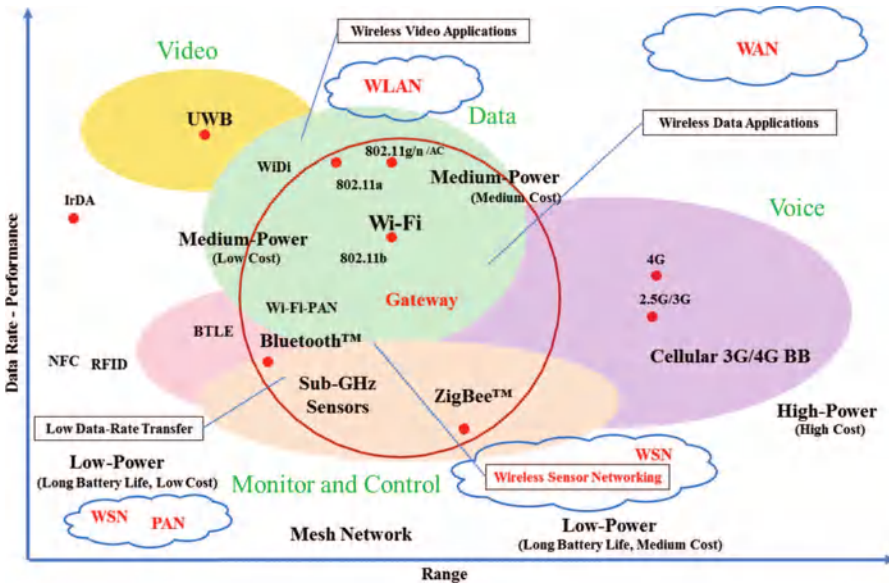 Wireless Video Applications
WAN
Video
WLAN
UWB
Data
Wireless Data Applications
802.11g/n/AC
WiDi
802.11a
Medium-Power
(Medium Cost)
IrDA
Voice
Wi-Fi
Medium-Power
(Low Cost)
802.11b
4G
2.5G/3G
Wi-Fi-PAN
Gateway
BTLE
Bluetooth™
NFC
RFID
Cellular 3G/4G BB
Sub-GHz
Sensors
ZigBee™
High-Power
(High Cost)
Low Data-Rate Transfer
WSN
Low-Power
(Long Battery Life, Low Cost)
Monitor and Control
Wireless Sensor Networking
WSN
PAN
Mesh Network
Low-Power
(Long Battery Life, Medium Cost)
Range
Data Rate - Performance